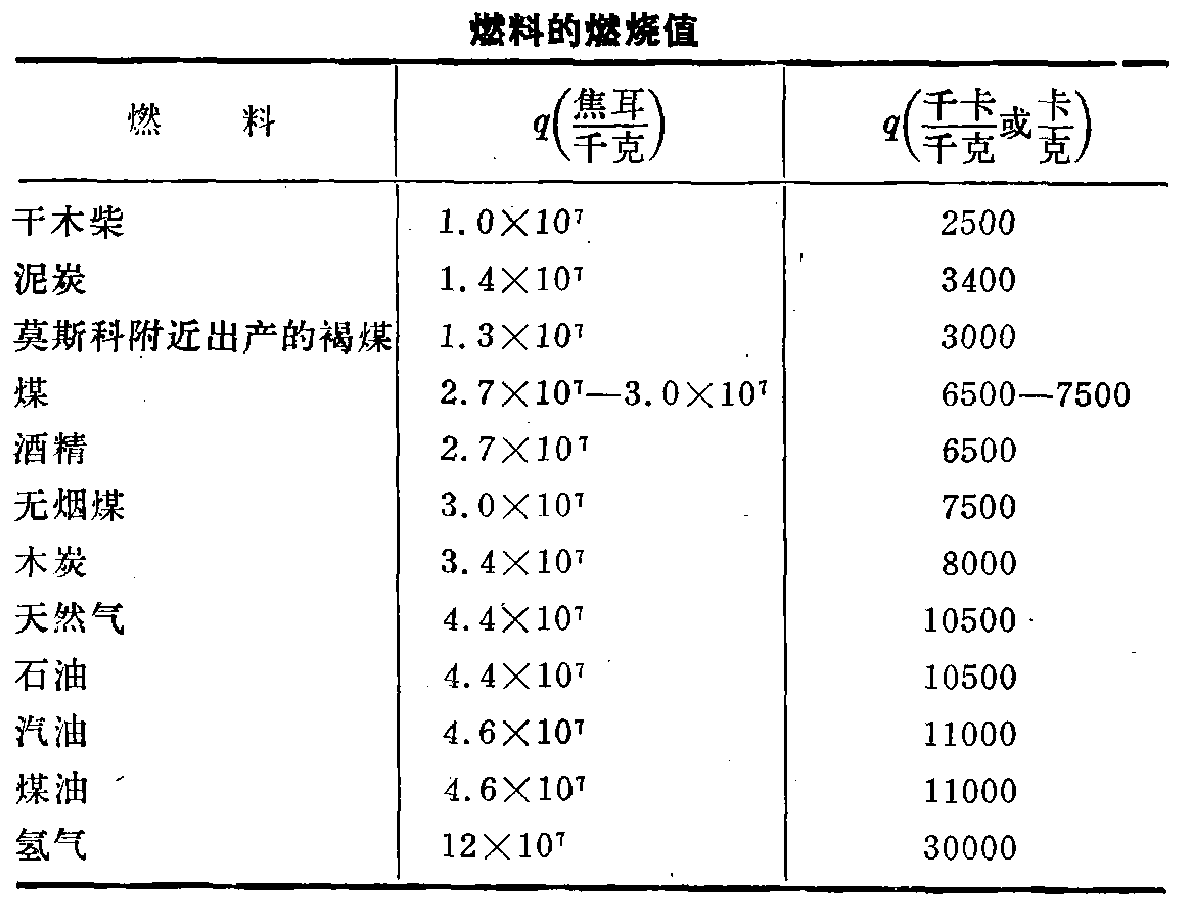 燃料的燃烧值
燃 料 q(焦耳/千克) q(千卡/千克或卡/克)
干木柴 1.0×10⁷ 2500
泥炭 1.4×10⁷ 3400
莫斯科附近出产的褐煤 1.3×10⁷ 3000
煤 2.7×10⁷—3.0×10⁷ 6500—7500
酒精 2.7×10⁷ 6500
无烟煤 3.0×10⁷ 7500
木炭 3.4×10⁷ 8000
天然气 4.4×10⁷ 10500
石油 4.4×10⁷ 10500
汽油 4.6×10⁷ 11000
煤油 4.6×10⁷ 11000
氢气 12×10⁷ 30000